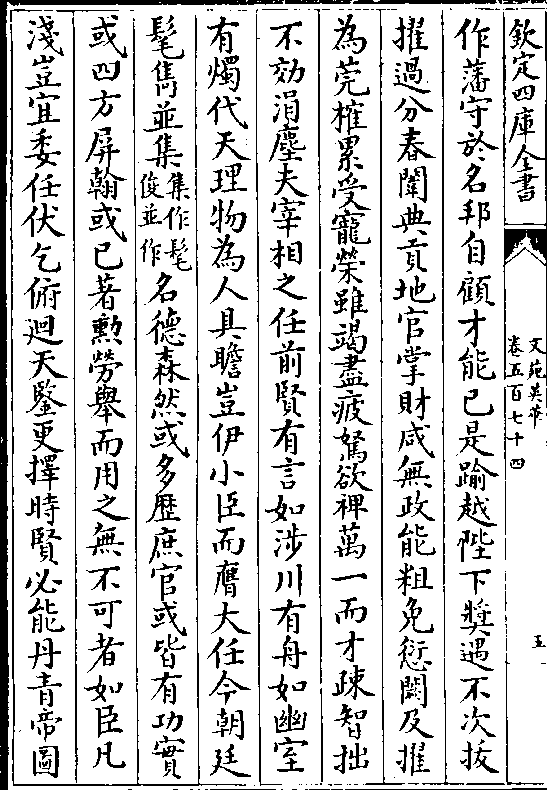 欽定四庫全書
文苑英華
卷五百七十四
五
作藩守於名邦自顧才能已是踰越陛下奬遇不次拔
擢過分春闈典貢地官掌財咸無政能粗免愆闕及擢
為莞榷累受寵榮雖竭盡疲駑欲裨萬一而才疎智拙
不効涓塵夫宰相之任前賢有言如涉川有舟如幽室
有燭代天理物為人具瞻豈伊小臣而膺大任今朝廷
髦雋並集集作髦俊並作名德森然或多歴庶官或皆有功實
或四方屏翰或已著勲勞舉而用之無不可者如臣凡
淺豈宜委任伏乞俯迴天鑒更擇時賢必能丹青帝圖